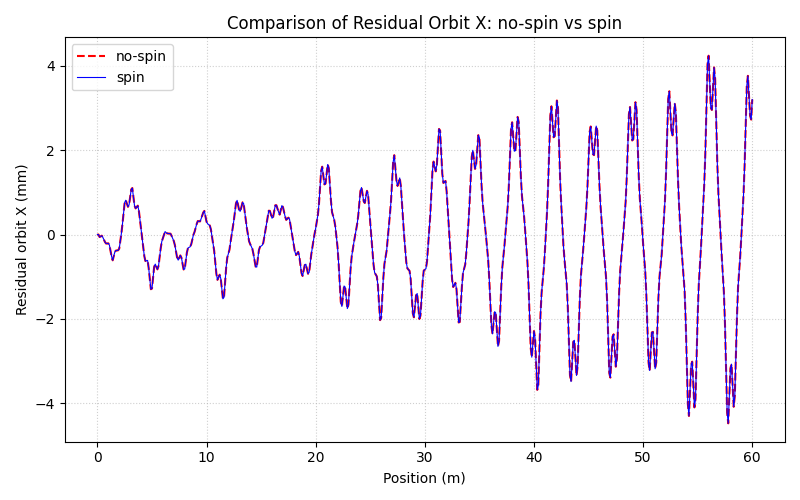 Comparison of Residual Orbit X: no-spin vs spin
no-spin
spin
Residual orbit X (mm)
4
2
0
−2
−4
0 10 20 30 40 50 60
Position (m)